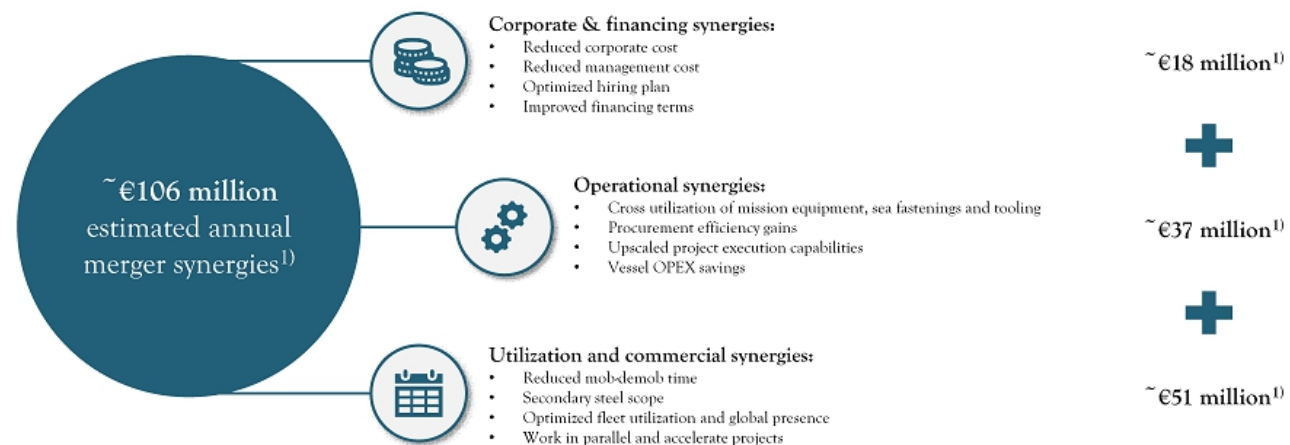 ~€106 million
estimated annual
merger synergies1)
Corporate & financing synergies:
• Reduced corporate cost
• Reduced management cost
• Optimized hiring plan
• Improved financing terms
~€18 million1)
Operational synergies:
• Cross utilization of mission equipment, sea fastenings and tooling
• Procurement efficiency gains
• Upscaled project execution capabilities
• Vessel OPEX savings
~€37 million1)
Utilization and commercial synergies:
• Reduced mob-demob time
• Secondary steel scope
• Optimized fleet utilization and global presence
• Work in parallel and accelerate projects
~€51 million1)